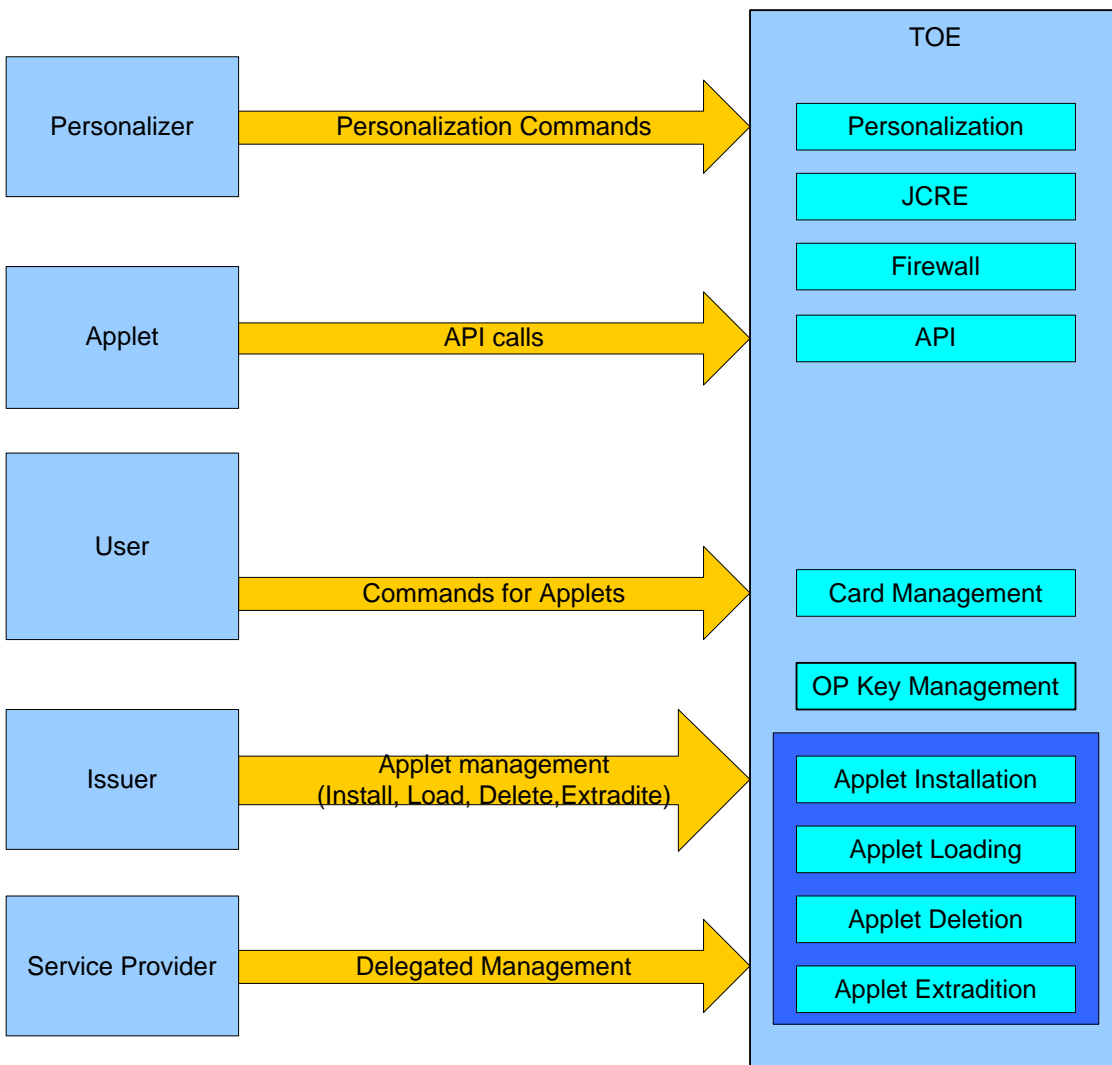 TOE
Personalizer
Personalization Commands
Personalization
JCRE
Firewall
Applet
API calls
API
User
Commands for Applets
Card Management
OP Key Management
Issuer
Applet management
(Install, Load, Delete,Extradite)
Applet Installation
Applet Loading
Applet Deletion
Service Provider
Delegated Management
Applet Extradition